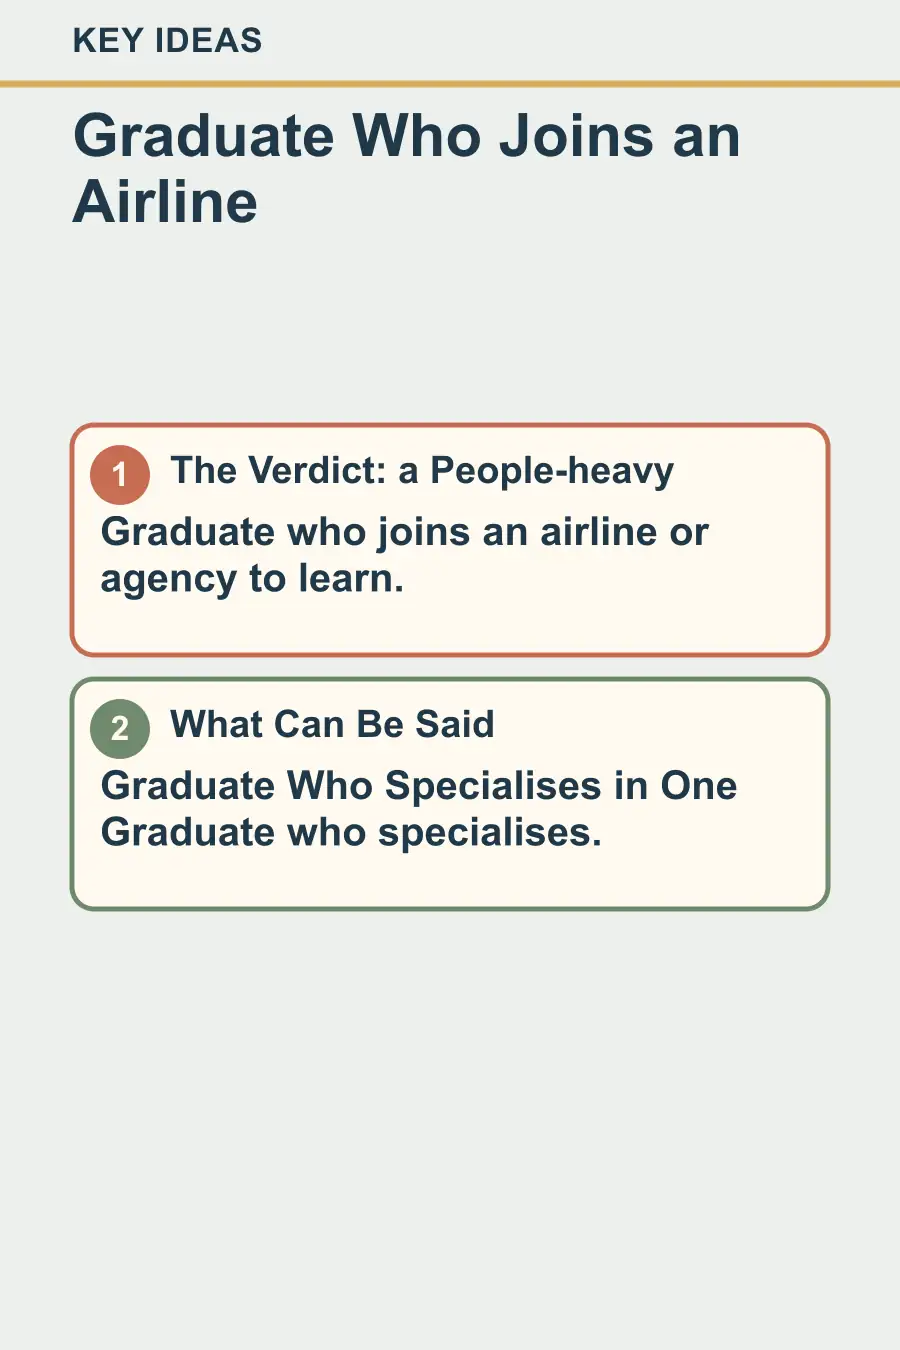 KEY IDEAS
Graduate Who Joins an
Airline
1 The Verdict: a People-heavy
Graduate who joins an airline or
agency to learn.
2 What Can Be Said
Graduate Who Specialises in One
Graduate who specialises.